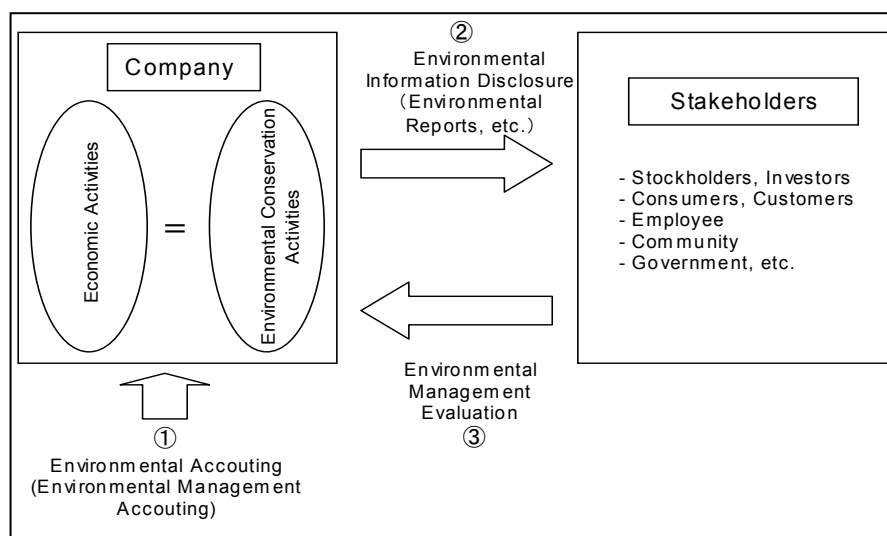 Company
Economic Activities
=
Environmental Conservation
Activities
②
Environmental
Information Disclosure
(Environmental
Reports, etc.)
Stakeholders
- Stockholders, Investors
- Consumers, Customers
- Employee
- Community
- Government, etc.
Environmental
Management
Evaluation
③
①
Environmental Accouting
(Environmental Management
Accouting)